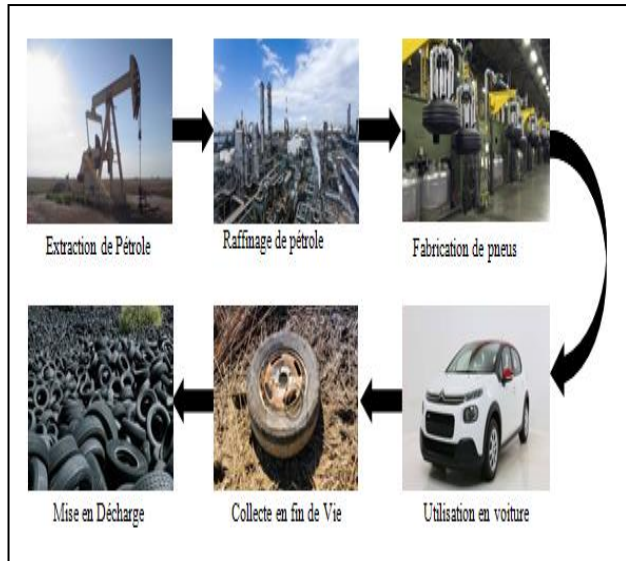 Extraction de Pétrole
Raffinage de pétrole
Fabrication de pneus
Mise en Décharge
Collecte en fin de Vie
Utilisation en voiture